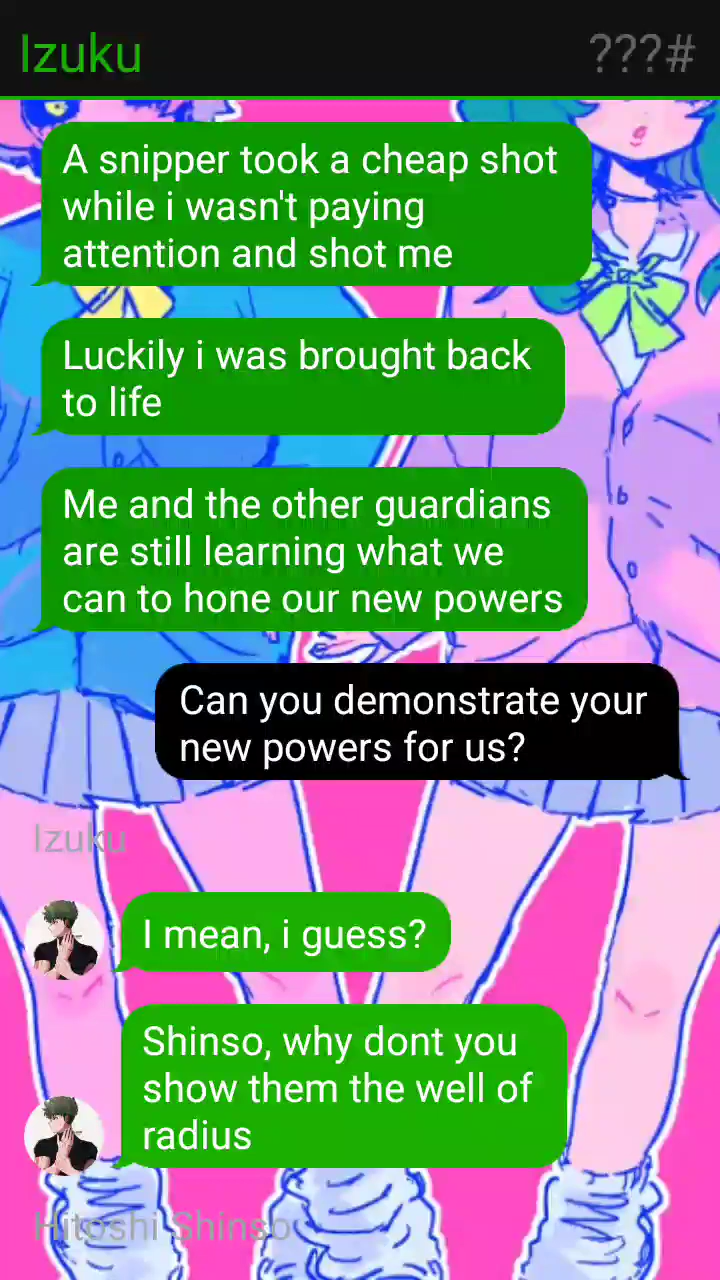 Izuku ???#
A snipper took a cheap shot
while i wasn't paying
attention and shot me
Luckily i was brought back
to life
Me and the other guardians
are still learning what we
can to hone our new powers
Can you demonstrate your
new powers for us?
Izuku
I mean, i guess?
Shinso, why dont you
show them the well of
radius
Hitoshi Shinso